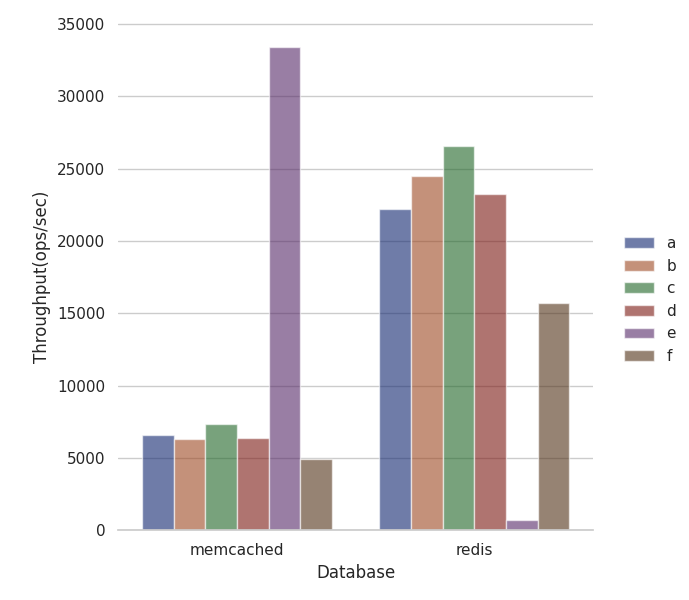 35000
30000
25000
20000
15000
10000
5000
0
Throughput(ops/sec)
memcached
redis
Database
a
b
c
d
e
f